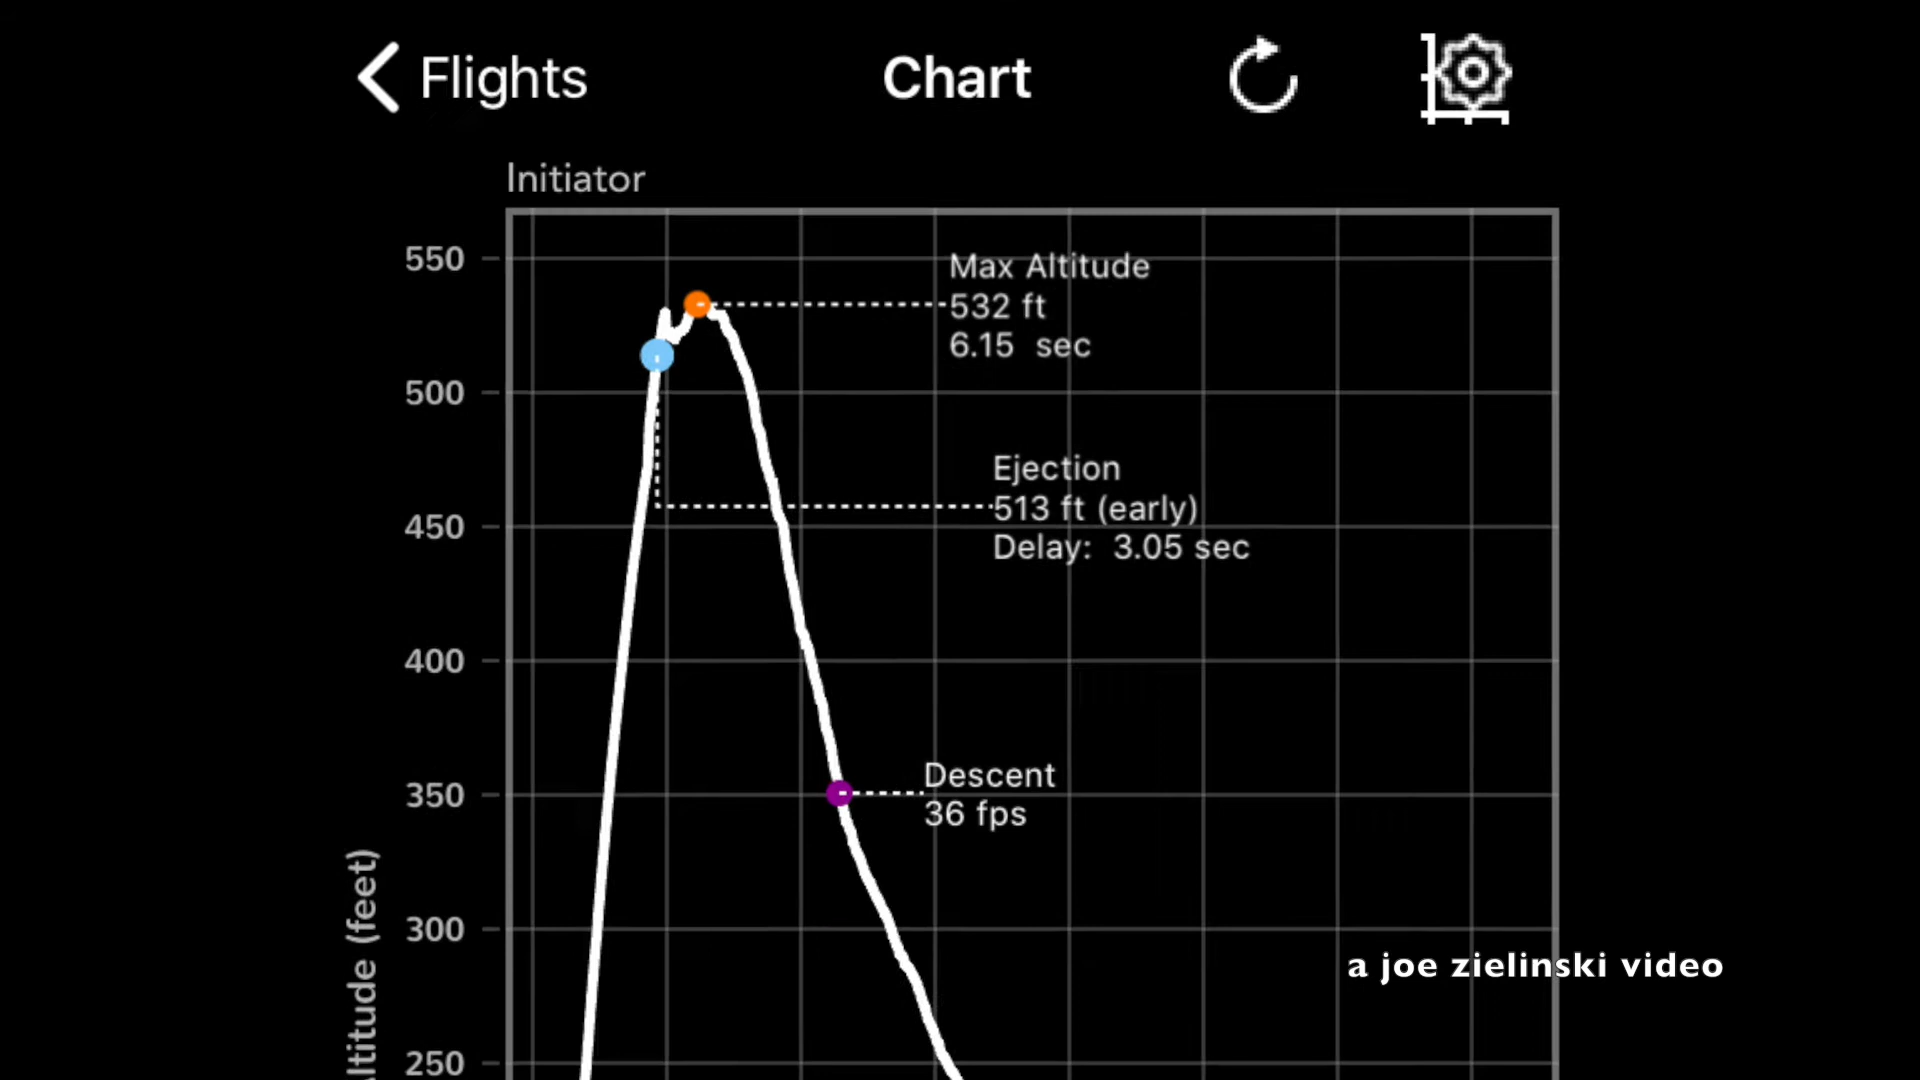 Flights
Chart
Initiator
550
Max Altitude
532 ft
6.15 sec
500
Ejection
513 ft (early)
Delay: 3.05 sec
450
400
Descent
36 fps
350
300
250
(feet)
a joe zielinski video